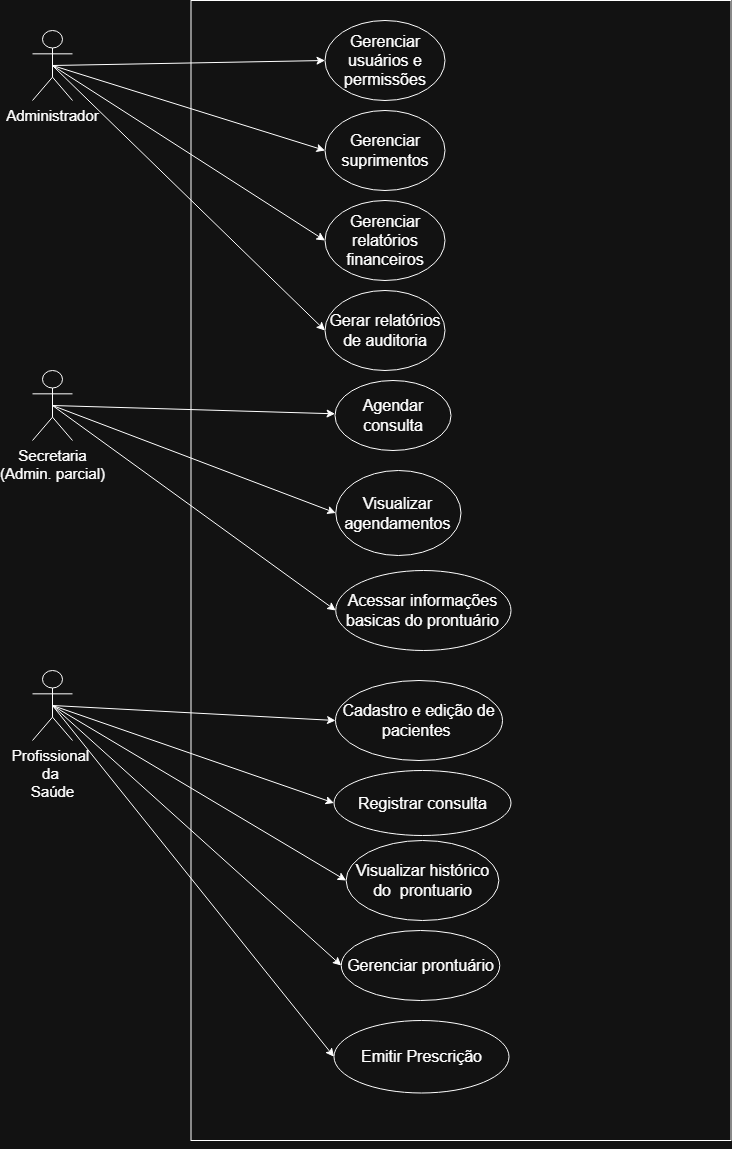 Administrador
Gerenciar
usuários e
permissões
Gerenciar
suprimentos
Gerenciar
relatórios
financeiros
Gerar relatórios
de auditoria
Secretaria
(Admin. parcial)
Agendar
consulta
Visualizar
agendamentos
Acessar informações
basicas do prontuário
Profissional
da
Saúde
Cadastro e edição de
pacientes
Registrar consulta
Visualizar histórico
do prontuario
Gerenciar prontuário
Emitir Prescrição